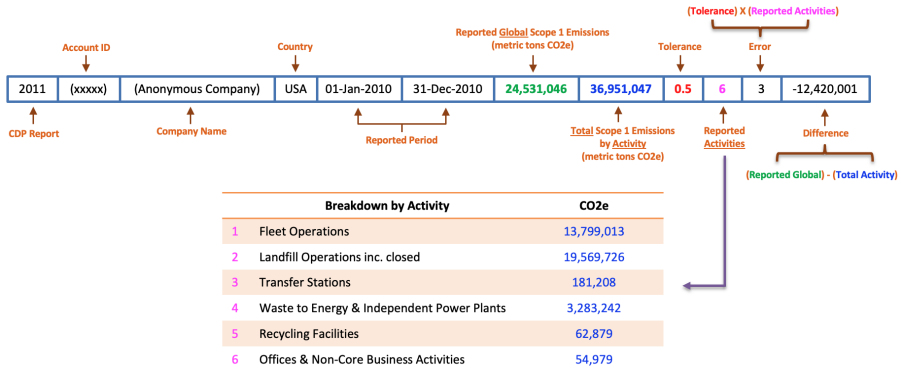 (Tolerance) X (Reported Activities)
Reported Global Scope 1 Emissions
(metric tons CO2e)
Account ID
Country
Tolerance
Error
2011 (xxxxx) (Anonymous Company) USA 01-Jan-2010 31-Dec-2010 24,531,046 36,951,047 0.5 6 3 -12,420,001
CDP Report
Company Name
Reported Period
Total Scope 1 Emissions
by Activity
(metric tons CO2e)
Reported
Activities
Difference
(Reported Global) - (Total Activity)
Breakdown by Activity CO2e
1 Fleet Operations 13,799,013
2 Landfill Operations inc. closed 19,569,726
3 Transfer Stations 181,208
4 Waste to Energy & Independent Power Plants 3,283,242
5 Recycling Facilities 62,879
6 Offices & Non-Core Business Activities 54,979